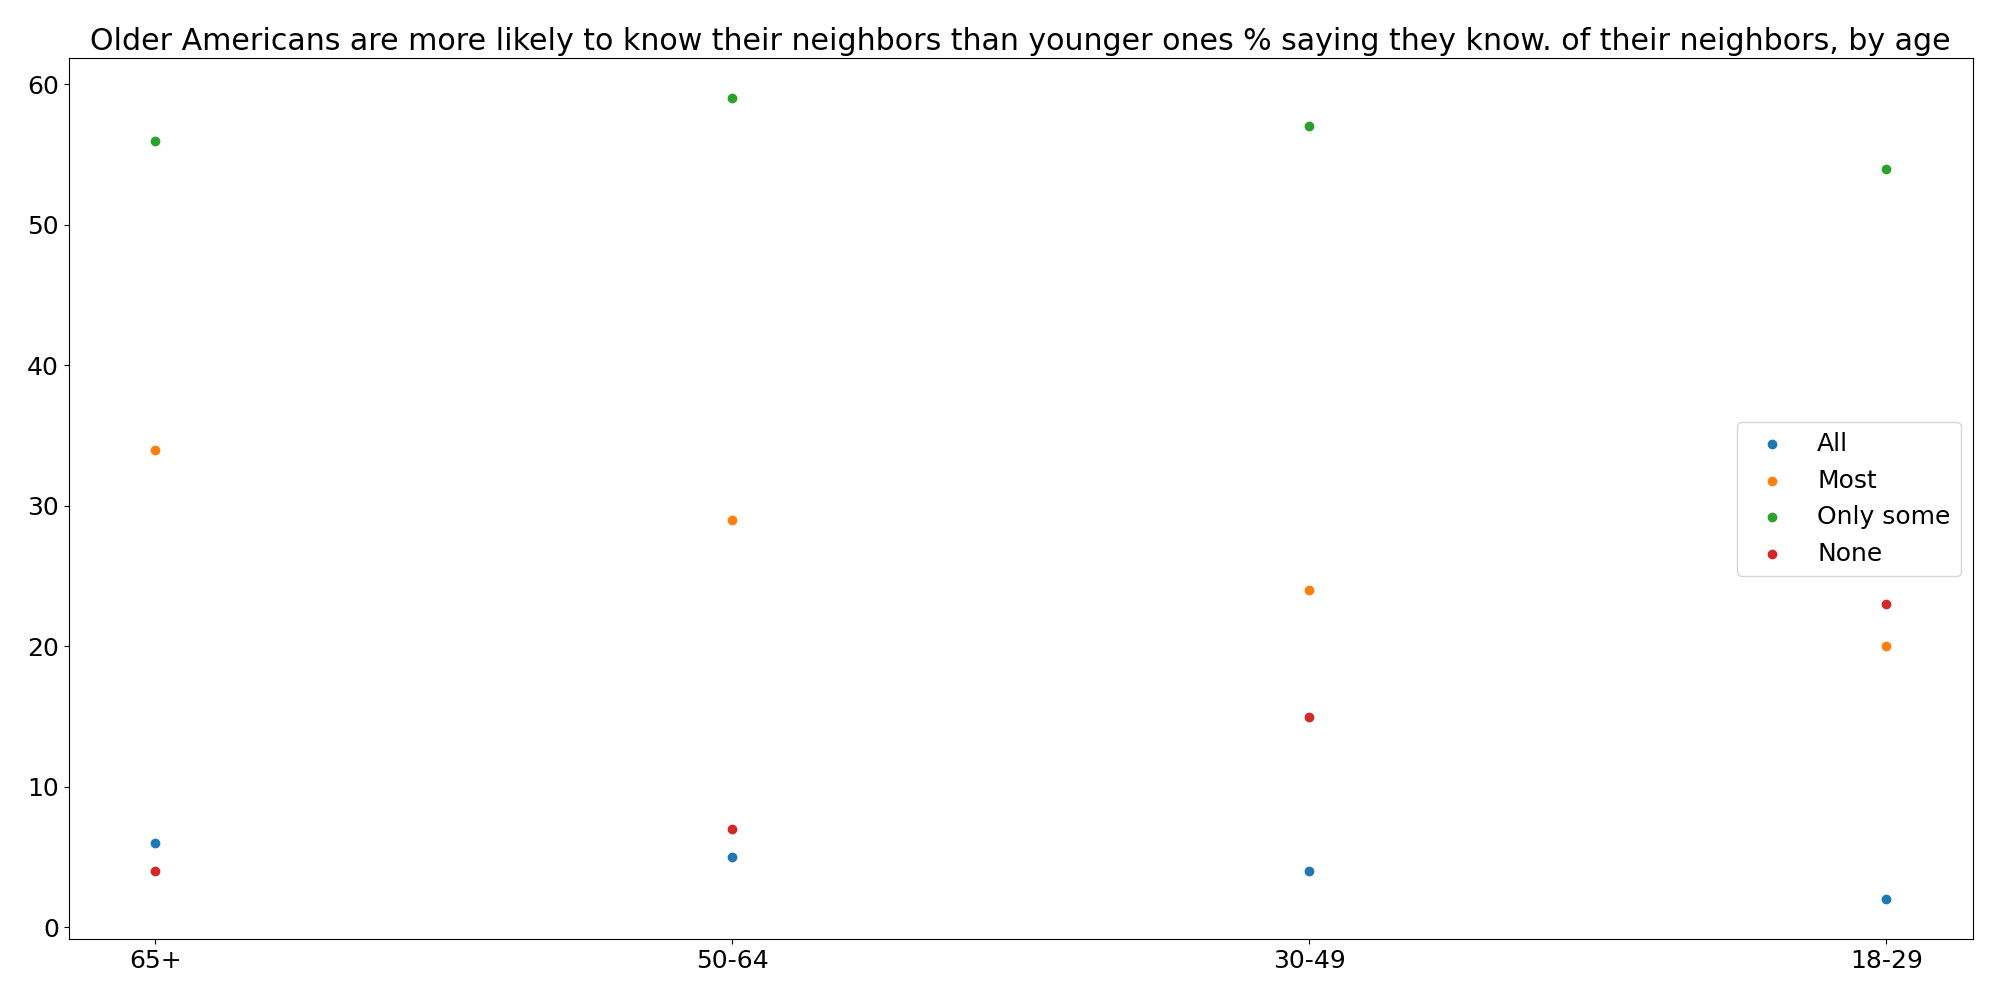 Older Americans are more likely to know their neighbors than younger ones % saying they know. of their neighbors, by age
60
50
40
30
20
10
0
All
Most
Only some
None
65+
50-64
30-49
18-29